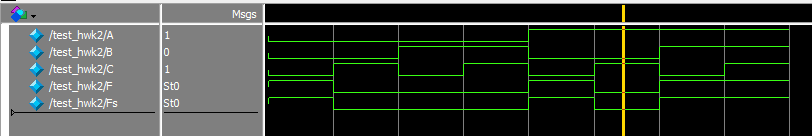 Msgs
/test_hwk2/A 1
/test_hwk2/B 0
/test_hwk2/C 1
/test_hwk2/F St0
/test_hwk2/Fs St0